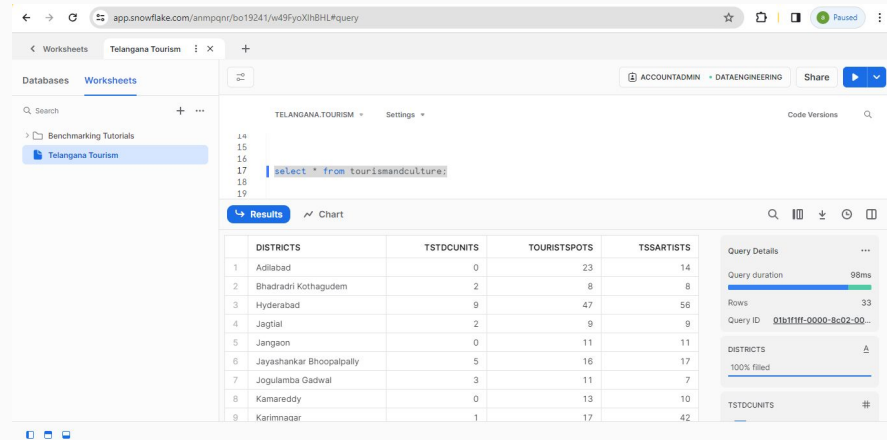 app.snowflake.com/anmpqnr/bo19241/w49FyoXlhBHL#query
Paused
Worksheets
Telangana Tourism
Databases Worksheets
ACCOUNTADMIN • DATAENGINEERING Share
Search
TELANGANA.TOURISM Settings Code Versions
Benchmarking Tutorials
Telangana Tourism
14
15
16
17 select * from tourismandculture;
18
19
Results Chart
DISTRICTS TSTDCUNITS TOURISTSPOTS TSSARTISTS
1 Adilabad 0 23 14
2 Bhadradri Kothagudem 2 8 8
3 Hyderabad 9 47 56
4 Jagtial 2 9 9
5 Jangaon 0 11 11
6 Jayashankar Bhoopalpally 5 16 17
7 Jogulamba Gadwal 3 11 7
8 Kamareddy 0 13 10
9 Karimnagar 1 17 42
Query Details ...
Query duration 98ms
Rows 33
Query ID 01b1f1ff-0000-8c02-00...
DISTRICTS A
100% filled
TSTDCUNITS #